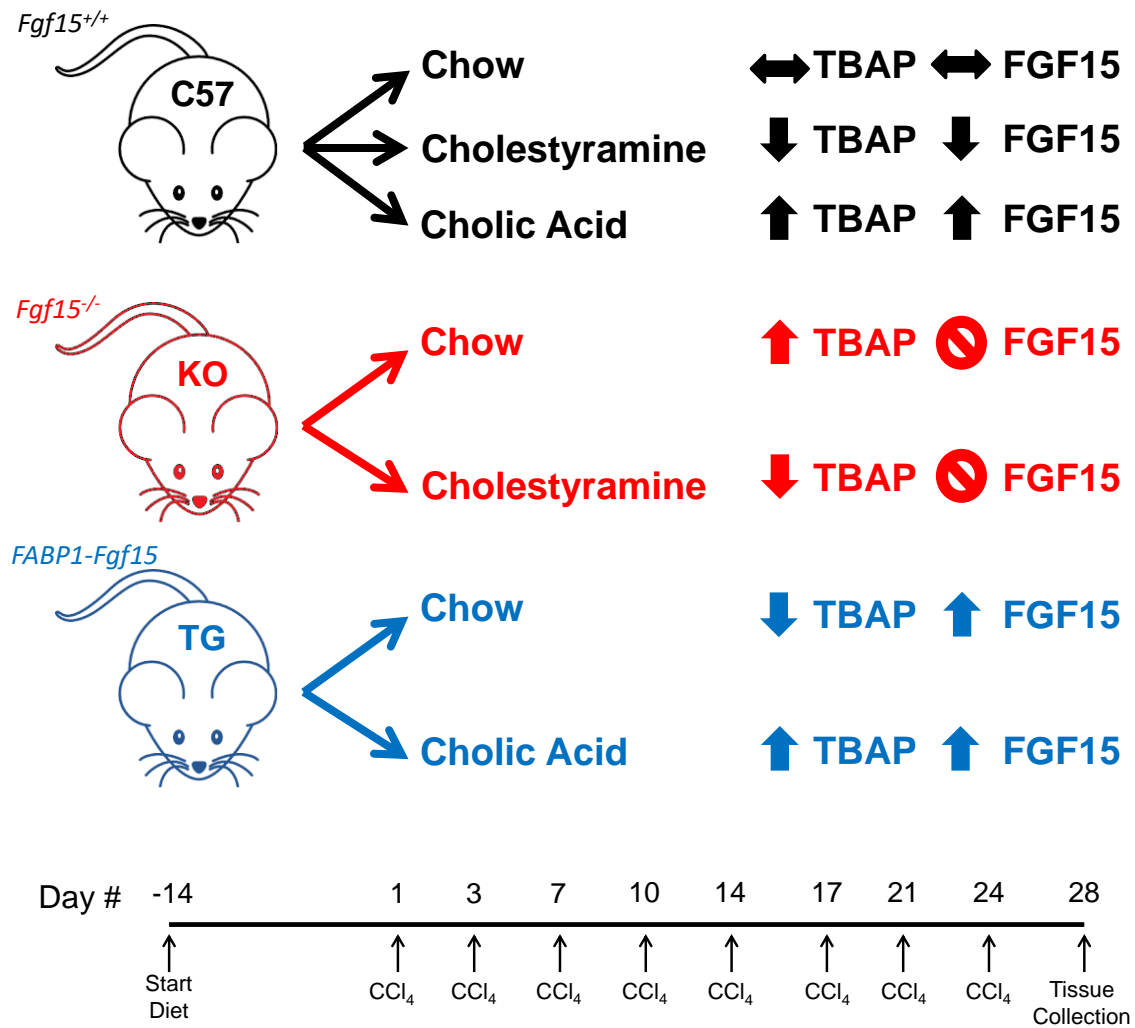 Fgf15+/+
C57
Chow TBAP FGF15
Cholestyramine TBAP FGF15
Cholic Acid TBAP FGF15
Fgf15-/-
KO
Chow TBAP FGF15
Cholestyramine TBAP FGF15
FABP1-Fgf15
TG
Chow TBAP FGF15
Cholic Acid TBAP FGF15
Day # -14 1 3 7 10 14 17 21 24 28
Start Diet CCl4 CCl4 CCl4 CCl4 CCl4 CCl4 CCl4 CCl4 Tissue Collection